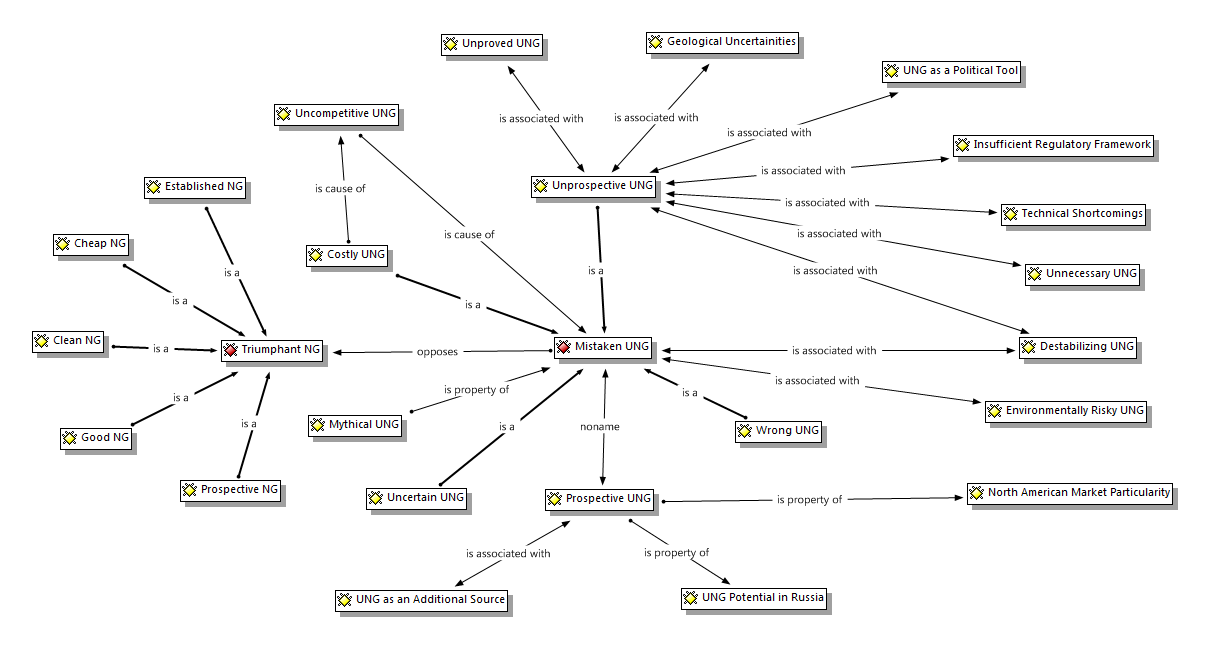 Unproved UNG
Geological Uncertainities
UNG as a Political Tool
Uncompetitive UNG
is associated with
is associated with
is associated with
Insufficient Regulatory Framework
is associated with
Established NG
is cause of
Unprospective UNG
is associated with
Technical Shortcomings
is cause of
is associated with
Cheap NG
Costly UNG
is a
is a
is associated with
Unnecessary UNG
is a
is a
Clean NG
is a
Triumphant NG
opposes
Mistaken UNG
is associated with
Destabilizing UNG
is a
is property of
is a
is associated with
Good NG
is a
Mythical UNG
is a
noname
Wrong UNG
Environmentally Risky UNG
Prospective NG
Uncertain UNG
Prospective UNG
is property of
North American Market Particularity
is associated with
is property of
UNG as an Additional Source
UNG Potential in Russia